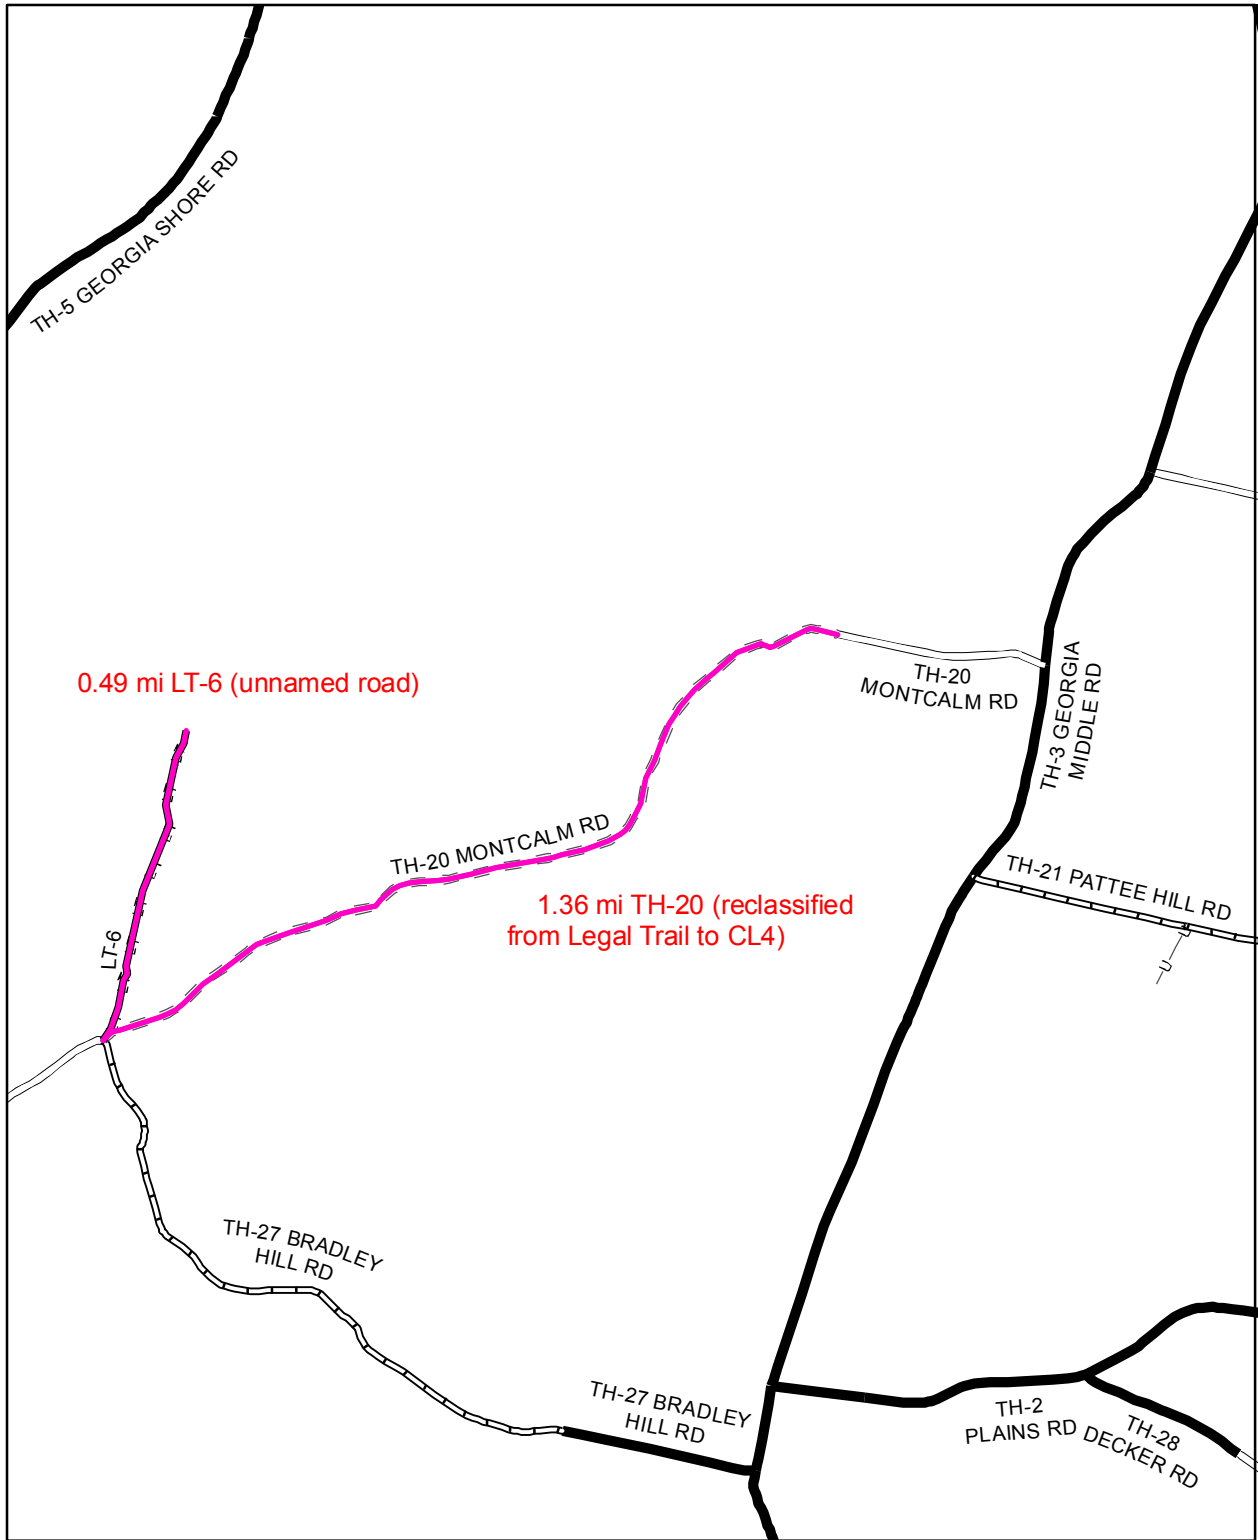 TH-5 GEORGIA SHORE RD
TH-20
MONTCALM RD
TH-3 GEORGIA
MIDDLE RD
0.49 mi LT-6 (unnamed road)
TH-20 MONTCALM RD
TH-21 PATTEE HILL RD
1.36 mi TH-20 (reclassified
from Legal Trail to CL4)
LT-6
TH-27 BRADLEY
HILL RD
TH-27 BRADLEY
HILL RD
TH-2
PLAINS RD
TH-28
DECKER RD